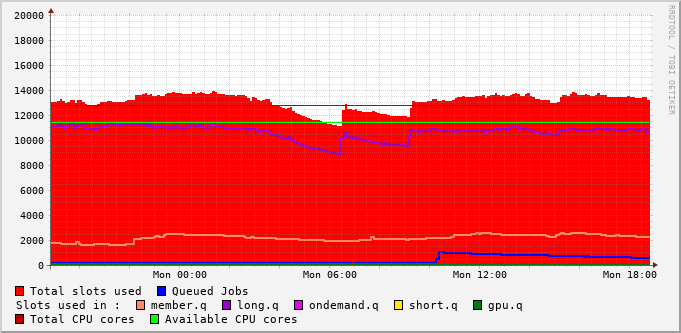 20000
18000
16000
14000
12000
10000
8000
6000
4000
2000
0
Mon 00:00 Mon 06:00 Mon 12:00 Mon 18:00
RRDTOOL / TOBI OETIKER
Total slots used Queued Jobs
Slots used in : member.q long.q ondemand.q short.q gpu.q
Total CPU cores Available CPU cores